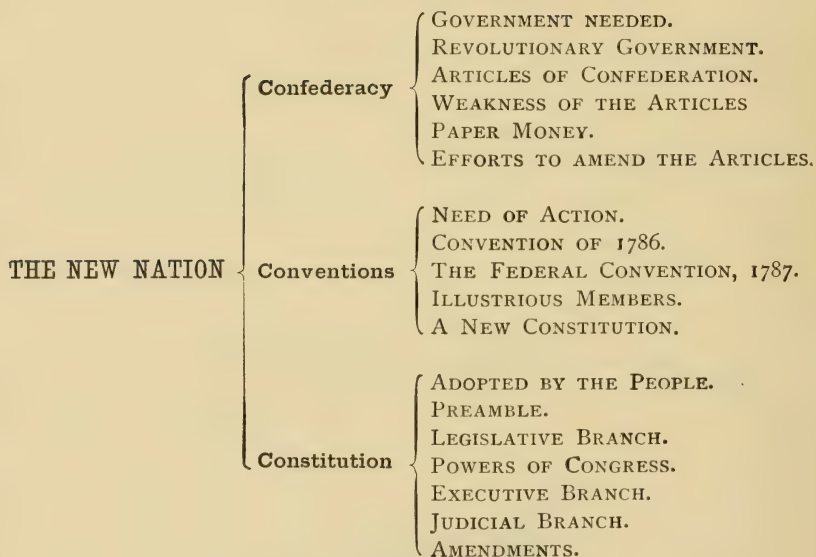 THE NEW NATION
Confederacy
GOVERNMENT NEEDED.
REVOLUTIONARY GOVERNMENT.
ARTICLES OF CONFEDERATION.
WEAKNESS OF THE ARTICLES
PAPER MONEY.
EFFORTS TO AMEND THE ARTICLES.
Conventions
NEED OF ACTION.
CONVENTION OF 1786.
THE FEDERAL CONVENTION, 1787.
ILLUSTRIOUS MEMBERS.
A NEW CONSTITUTION.
Constitution
ADOPTED BY THE PEOPLE.
PREAMBLE.
LEGISLATIVE BRANCH.
POWERS OF CONGRESS.
EXECUTIVE BRANCH.
JUDICIAL BRANCH.
AMENDMENTS.